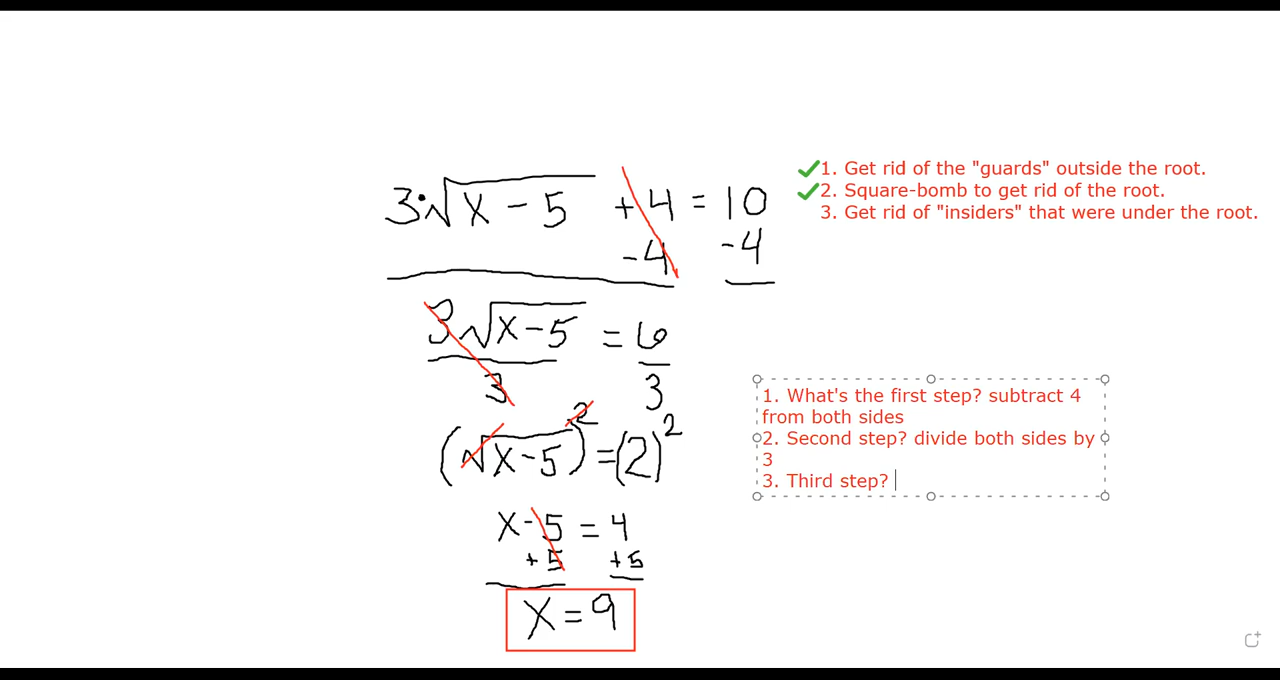 1. Get rid of the "guards" outside the root.
2. Square-bomb to get rid of the root.
3. Get rid of "insiders" that were under the root.
3·√x - 5 + 4 = 10
-4 -4
3√x - 5 = 6
3 3
(√x - 5)² = (2)²
x - 5 = 4
+5 +5
x = 9
1. What's the first step? subtract 4
from both sides
2. Second step? divide both sides by
3
3. Third step?